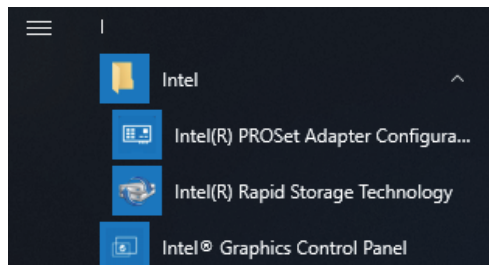 I
Intel
Intel(R) PROSet Adapter Configura...
Intel(R) Rapid Storage Technology
Intel® Graphics Control Panel